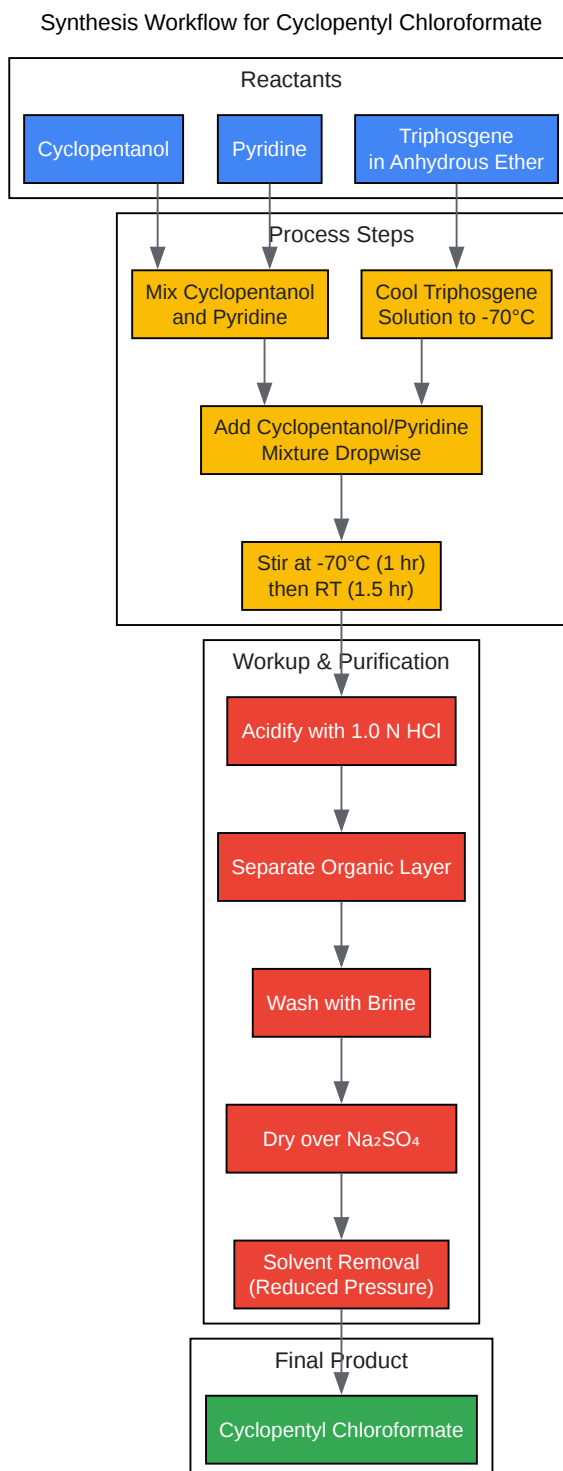 Synthesis Workflow for Cyclopentyl Chloroformate
Reactants
Cyclopentanol
Pyridine
Triphosgene
in Anhydrous Ether
Process Steps
Mix Cyclopentanol
and Pyridine
Cool Triphosgene
Solution to -70°C
Add Cyclopentanol/Pyridine
Mixture Dropwise
Stir at -70°C (1 hr)
then RT (1.5 hr)
Workup & Purification
Acidify with 1.0 N HCl
Separate Organic Layer
Wash with Brine
Dry over Na₂SO₄
Solvent Removal
(Reduced Pressure)
Final Product
Cyclopentyl Chloroformate